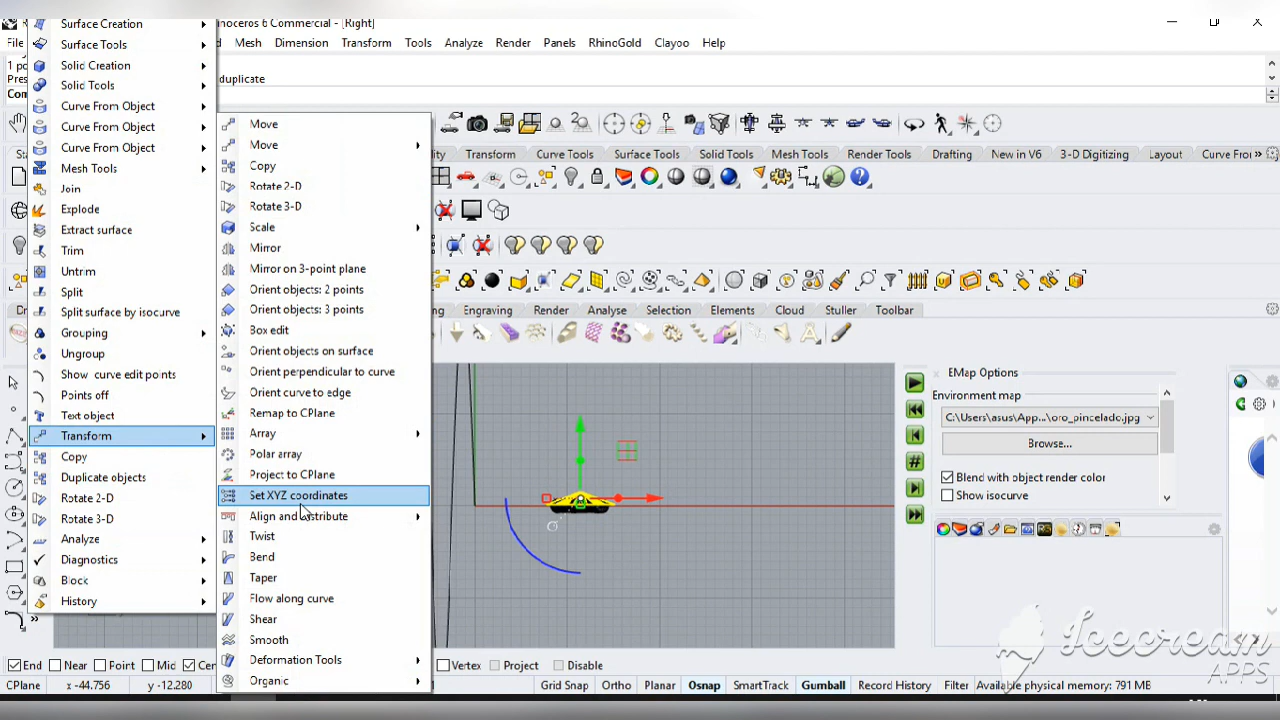 Surface Creation
inoceros 6 Commercial - [Right]
File
Mesh
Dimension
Transform
Tools
Analyze
Render
Panels
RhinoGold
Clayoo
Help
Surface Tools
Solid Creation
1 po
Pres
duplicate
Solid Tools
Com
Curve From Object
Curve From Object
Curve From Object
Mesh Tools
Join
Explode
Extract surface
Trim
Untrim
Split
Split surface by isocurve
Grouping
Ungroup
Show curve edit points
Points off
Text object
Transform
Copy
Duplicate objects
Rotate 2-D
Rotate 3-D
Analyze
Diagnostics
Block
History
Move
Move
Copy
Rotate 2-D
Rotate 3-D
Scale
Mirror
Mirror on 3-point plane
Orient objects: 2 points
Orient objects: 3 points
Box edit
Orient objects on surface
Orient perpendicular to curve
Orient curve to edge
Remap to CPlane
Array
Polar array
Project to CPlane
Set XYZ coordinates
Align and distribute
Twist
Bend
Taper
Flow along curve
Shear
Smooth
Deformation Tools
Organic
Transform
Curve Tools
Surface Tools
Solid Tools
Mesh Tools
Render Tools
Drafting
New in V6
3-D Digitizing
Layout
Curve Fro
Engraving
Render
Analyse
Selection
Elements
Cloud
Stuller
Toolbar
EMap Options
Environment map
C:\Users\asus\App...\oro_pincelado.jpg
Browse...
Blend with object render color
Show isocurve
End
Near
Point
Mid
Cen
Vertex
Project
Disable
CPlane
x -44.756
y -12.280
Grid Snap
Ortho
Planar
Osnap
SmartTrack
Gumball
Record History
Filter
Available physical memory: 791 MB
Icecream
APPS